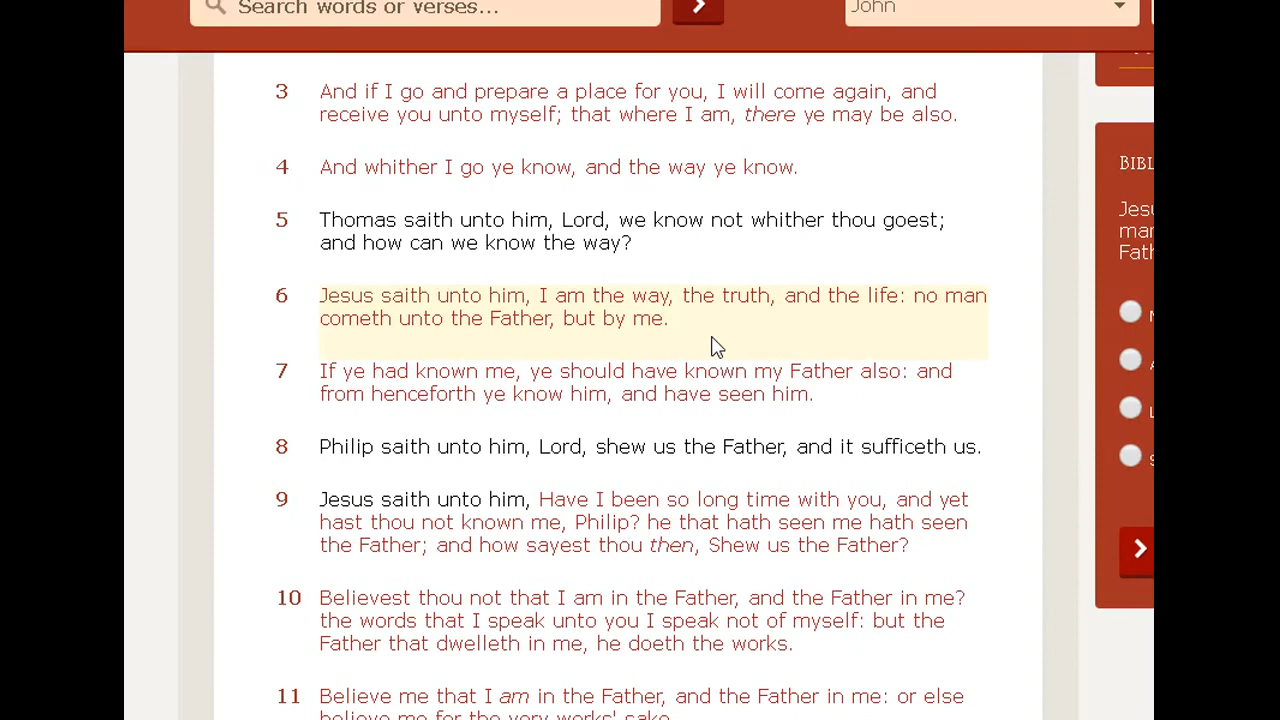 Search words or verses...
John
3 And if I go and prepare a place for you, I will come again, and
receive you unto myself; that where I am, there ye may be also.
4 And whither I go ye know, and the way ye know.
5 Thomas saith unto him, Lord, we know not whither thou goest;
and how can we know the way?
6 Jesus saith unto him, I am the way, the truth, and the life: no man
cometh unto the Father, but by me.
7 If ye had known me, ye should have known my Father also: and
from henceforth ye know him, and have seen him.
8 Philip saith unto him, Lord, shew us the Father, and it sufficeth us.
9 Jesus saith unto him, Have I been so long time with you, and yet
hast thou not known me, Philip? he that hath seen me hath seen
the Father; and how sayest thou then, Shew us the Father?
10 Believest thou not that I am in the Father, and the Father in me?
the words that I speak unto you I speak not of myself: but the
Father that dwelleth in me, he doeth the works.
11 Believe me that I am in the Father, and the Father in me: or else
believe me for the very works' sake.
BIBL
Jesu
mar
Fath